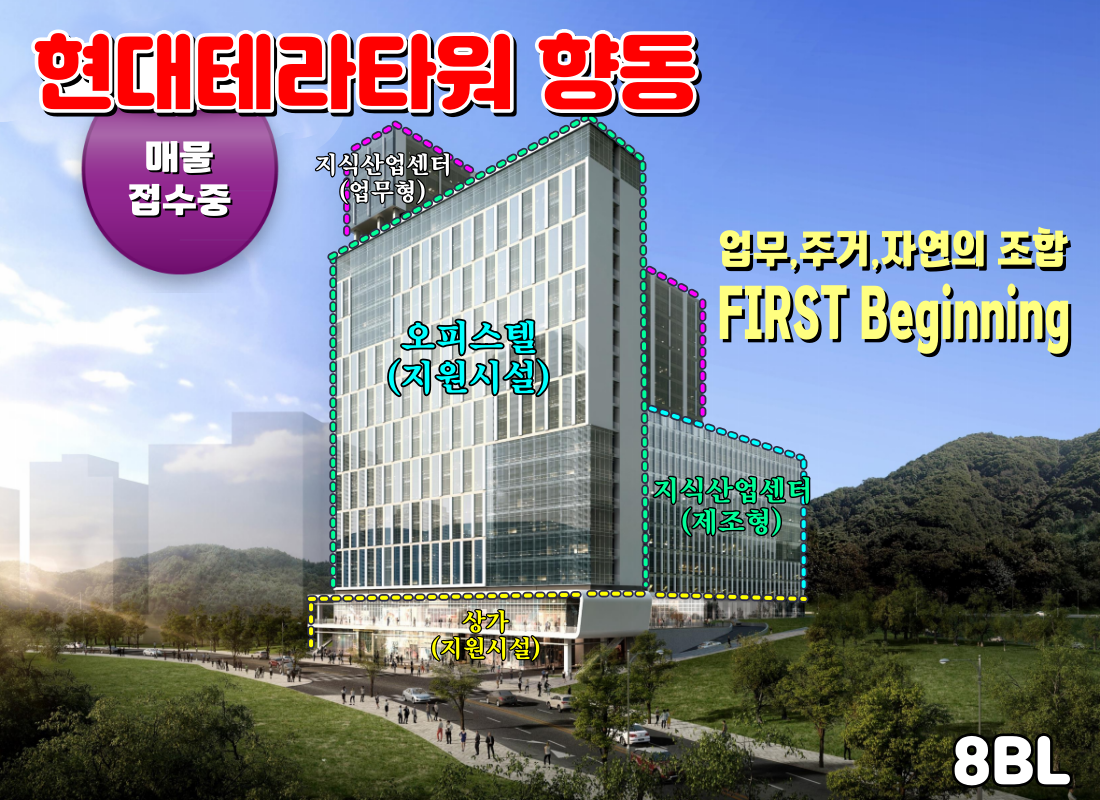 현대테라타워 향동
매물
접수중
지식산업센터
(업무형)
업무,주거,자연의 조합
FIRST Beginning
오피스텔
(지원시설)
지식산업센터
(제조형)
상가
(지원시설)
8BL